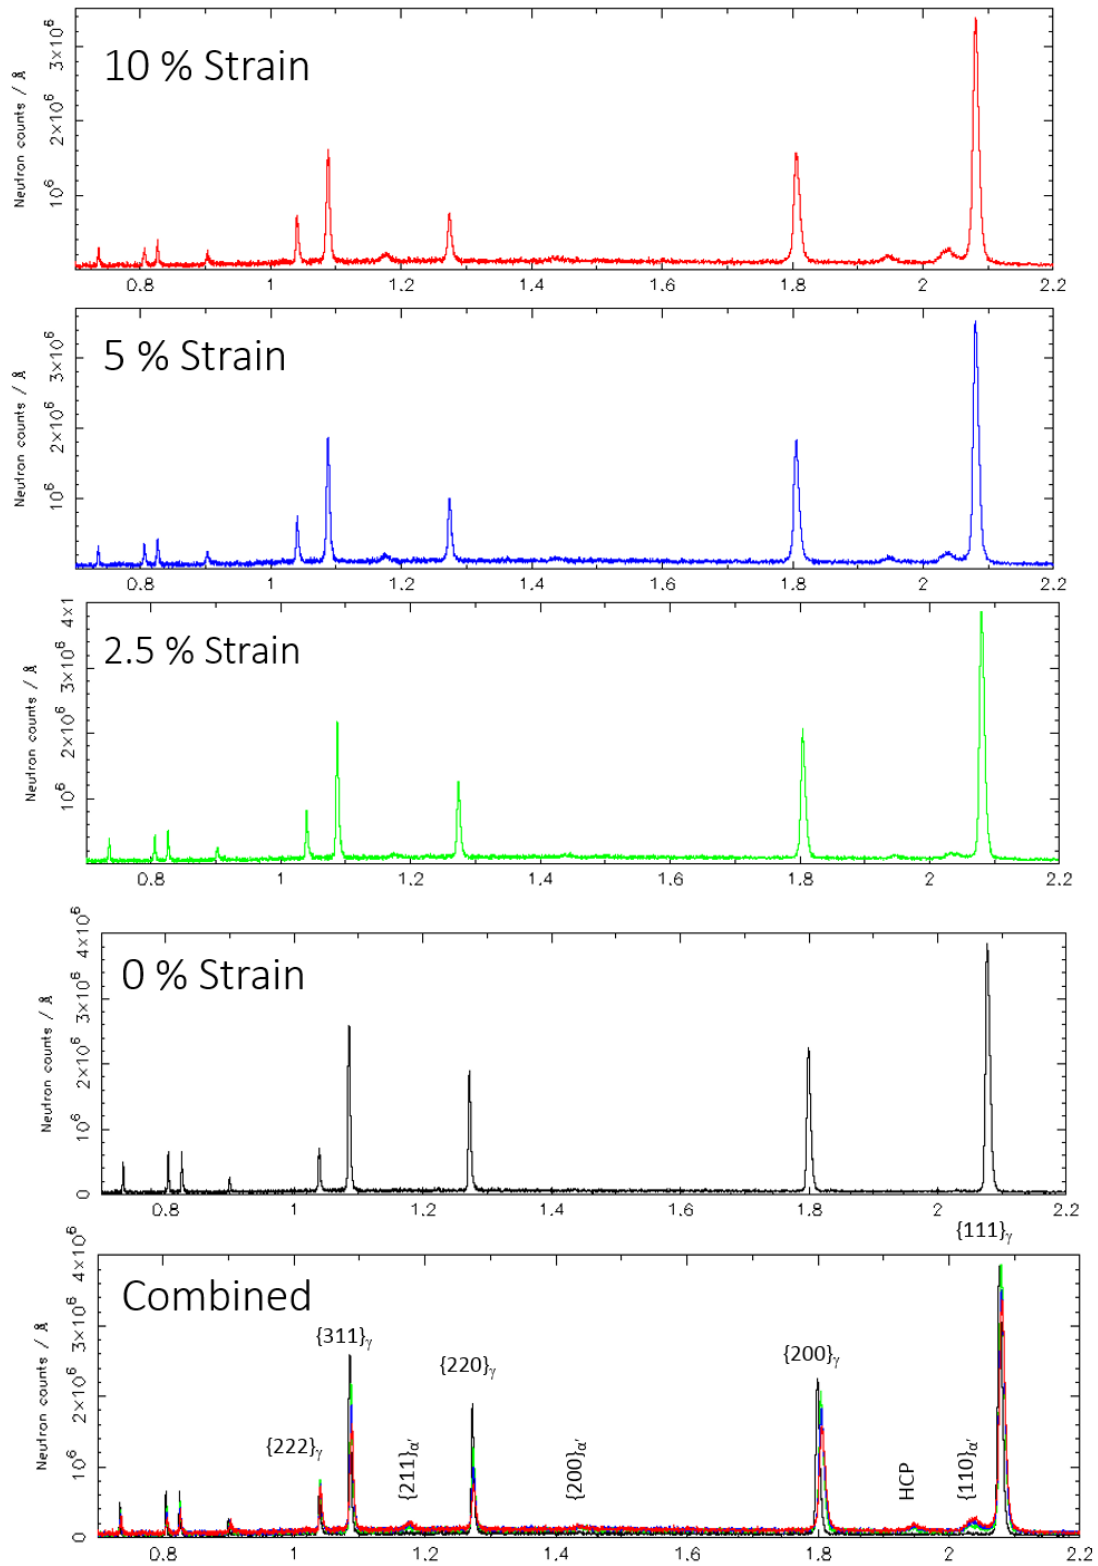 10 % Strain
Neutron counts / Å
3×10⁶
2×10⁶
10⁶
0.8 1 1.2 1.4 1.6 1.8 2 2.2
5 % Strain
Neutron counts / Å
3×10⁶
2×10⁶
10⁶
0.8 1 1.2 1.4 1.6 1.8 2 2.2
2.5 % Strain
Neutron counts / Å
4×1
3×10⁶
2×10⁶
10⁶
0.8 1 1.2 1.4 1.6 1.8 2 2.2
0 % Strain
Neutron counts / Å
4×10⁶
3×10⁶
2×10⁶
10⁶
0
0.8 1 1.2 1.4 1.6 1.8 2 2.2
{111}γ
Combined
Neutron counts / Å
4×10⁶
3×10⁶
2×10⁶
10⁶
0
{311}γ
{220}γ
{200}γ
{222}γ
{211}α′
{200}α′
HCP
{110}α′
0.8 1 1.2 1.4 1.6 1.8 2 2.2